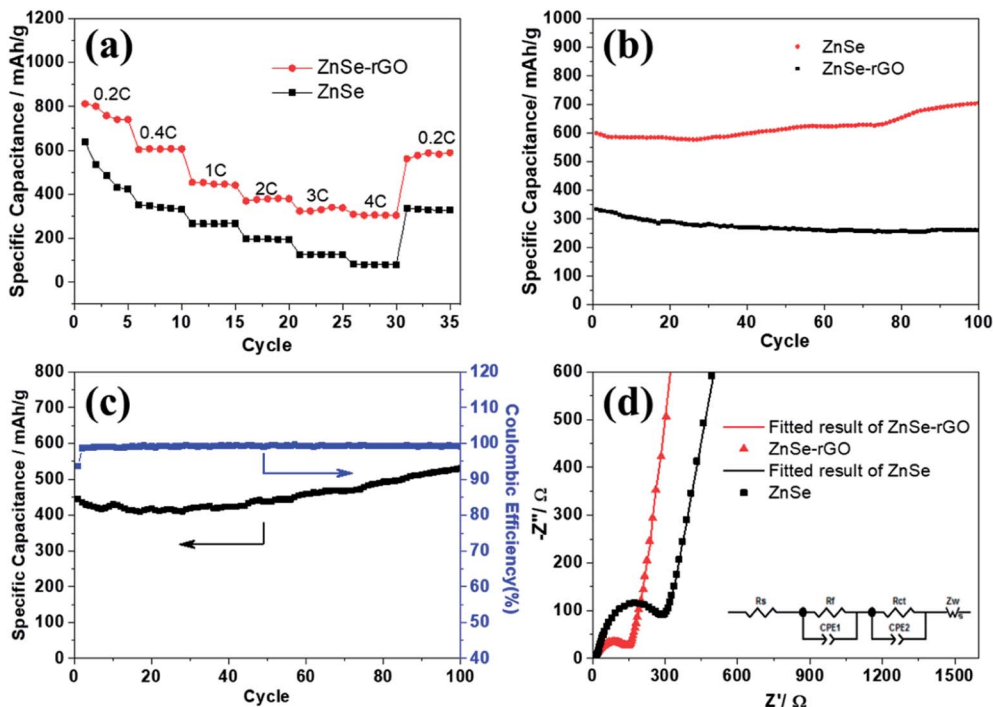 (a)
1200
1000
800
600
400
200
0
Specific Capacitance / mAh/g
ZnSe-rGO
ZnSe
0.2C
0.4C
1C
2C
3C
4C
0.2C
0 5 10 15 20 25 30 35
Cycle
(b)
1000
900
800
700
600
500
400
300
200
100
0
Specific Capacitance/ mAh/g
ZnSe
ZnSe-rGO
0 20 40 60 80 100
Cycle
(c)
800
700
600
500
400
300
200
100
0
Specific Capacitance / mAh/g
120
110
100
90
80
70
60
50
40
Coulombic Efficiency(%)
0 20 40 60 80 100
Cycle
(d)
600
500
400
300
200
100
0
-Z''/ Ω
Fitted result of ZnSe-rGO
ZnSe-rGO
Fitted result of ZnSe
ZnSe
Rs Rf Rct Zw
CPE1 CPE2
0 300 600 900 1200 1500
Z'/ Ω